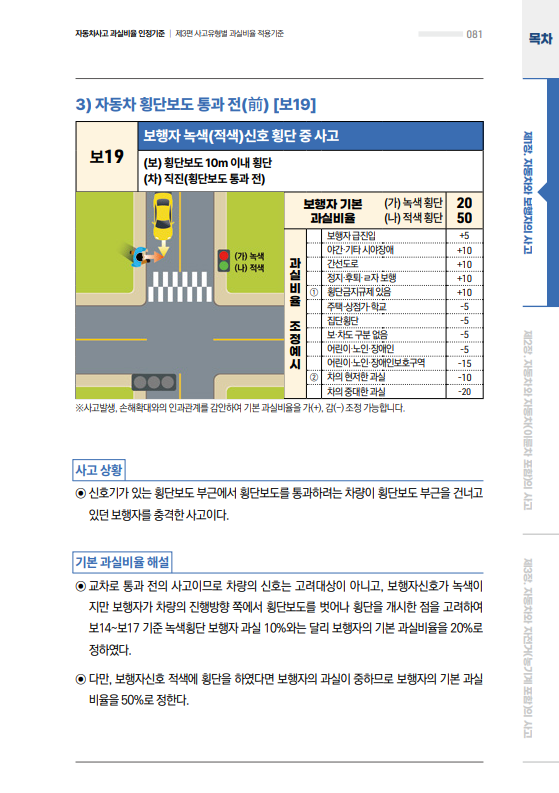 자동차사고 과실비율 인정기준 | 제3편 사고유형별 과실비율 적용기준
081
목차
3) 자동차 횡단보도 통과 전(前) [보19]
보19
보행자 녹색(적색)신호 횡단 중 사고
(보) 횡단보도 10m 이내 횡단
(차) 직진(횡단보도 통과 전)
(가) 녹색
(나) 적색
보행자 기본 과실비율
(가) 녹색 횡단 20
(나) 적색 횡단 50
과실비율 조정예시
보행자 급진입 +5
야간·기타 시야장애 +10
간선도로 +10
정지·후퇴·ㄹ자 보행 +10
① 횡단금지규제 있음 +10
주택·상점가·학교 -5
집단횡단 -5
보·차도 구분 없음 -5
어린이·노인·장애인 -5
어린이·노인·장애인보호구역 -15
② 차의 현저한 과실 -10
차의 중대한 과실 -20
※사고발생, 손해확대와의 인과관계를 감안하여 기본 과실비율을 가(+), 감(-) 조정 가능합니다.
사고 상황
◉ 신호기가 있는 횡단보도 부근에서 횡단보도를 통과하려는 차량이 횡단보도 부근을 건너고
있던 보행자를 충격한 사고이다.
기본 과실비율 해설
◉ 교차로 통과 전의 사고이므로 차량의 신호는 고려대상이 아니고, 보행자신호가 녹색이
지만 보행자가 차량의 진행방향 쪽에서 횡단보도를 벗어나 횡단을 개시한 점을 고려하여
보14~보17 기준 녹색횡단 보행자 과실 10%와는 달리 보행자의 기본 과실비율을 20%로
정하였다.
◉ 다만, 보행자신호 적색에 횡단을 하였다면 보행자의 과실이 중하므로 보행자의 기본 과실
비율을 50%로 정한다.
제1장. 자동차와 보행자의 사고
제2장. 자동차와 자동차(이륜차 포함)의 사고
제3장. 자동차와 자전거(농기계 포함)의 사고